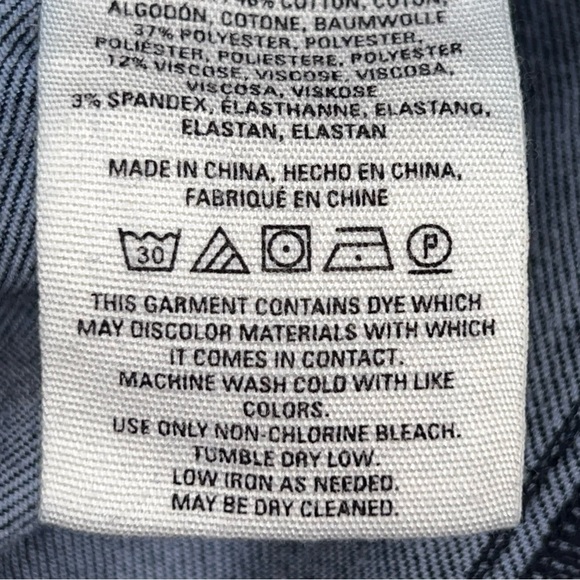 COTTON, COTON,
ALGODÓN, COTONE, BAUMWOLLE
37% POLYESTER, POLYESTER,
POLIÉSTER, POLIESTERE, POLYESTER
12% VISCOSE, VISCOSE, VISCOSA,
VISCOSA, VISKOSE
3% SPANDEX, ÉLASTHANNE, ELASTANO,
ELASTAN, ELASTAN
MADE IN CHINA, HECHO EN CHINA,
FABRIQUÉ EN CHINE
30 P
THIS GARMENT CONTAINS DYE WHICH
MAY DISCOLOR MATERIALS WITH WHICH
IT COMES IN CONTACT.
MACHINE WASH COLD WITH LIKE
COLORS.
USE ONLY NON-CHLORINE BLEACH.
TUMBLE DRY LOW.
LOW IRON AS NEEDED.
MAY BE DRY CLEANED.